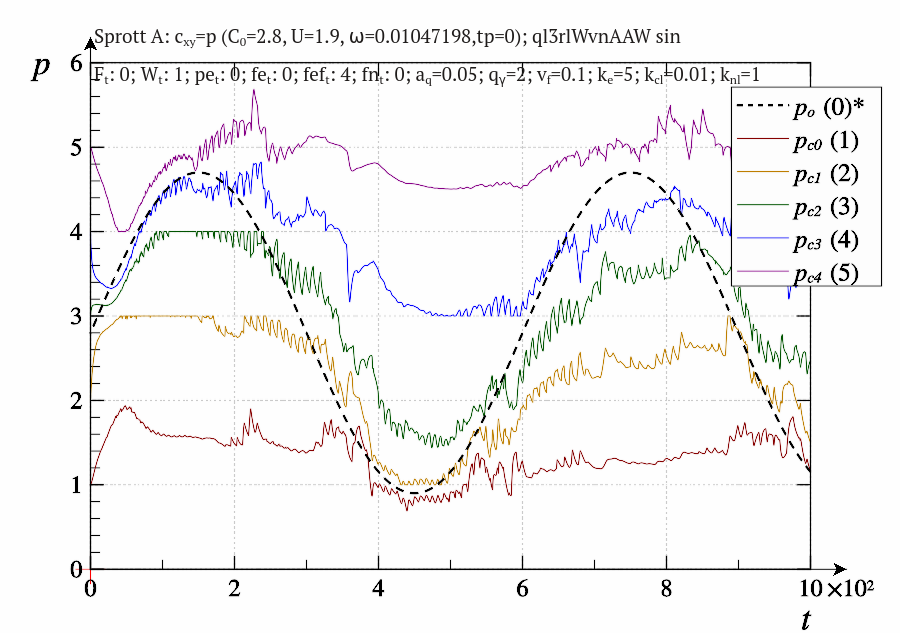 Sprott A: cxy=p (C0=2.8, U=1.9, ω=0.01047198,tp=0); ql3rlWvnAAW sin
p
6
Ft: 0; Wt: 1; pet: 0; fet: 0; feft: 4; fnt: 0; aq=0.05; qγ=2; vf=0.1; ke=5; kcl=0.01; knl=1
po (0)*
pc0 (1)
pc1 (2)
pc2 (3)
pc3 (4)
pc4 (5)
5
4
3
2
1
0
0 2 4 6 8 10 ×10²
t